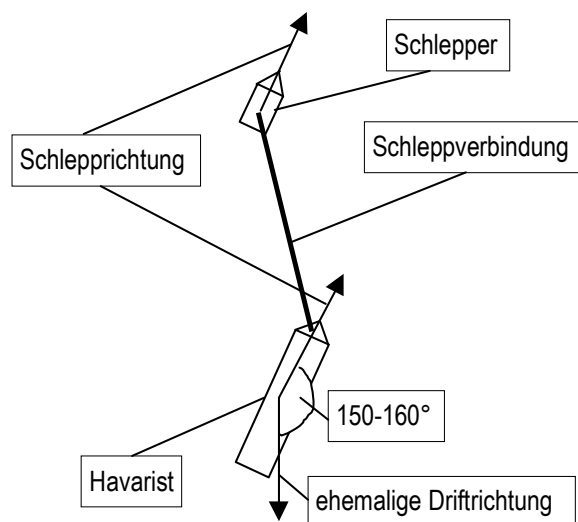 Schlepper
Schleppverbindung
Schlepprichtung
150-160°
Havarist
ehemalige Driftrichtung